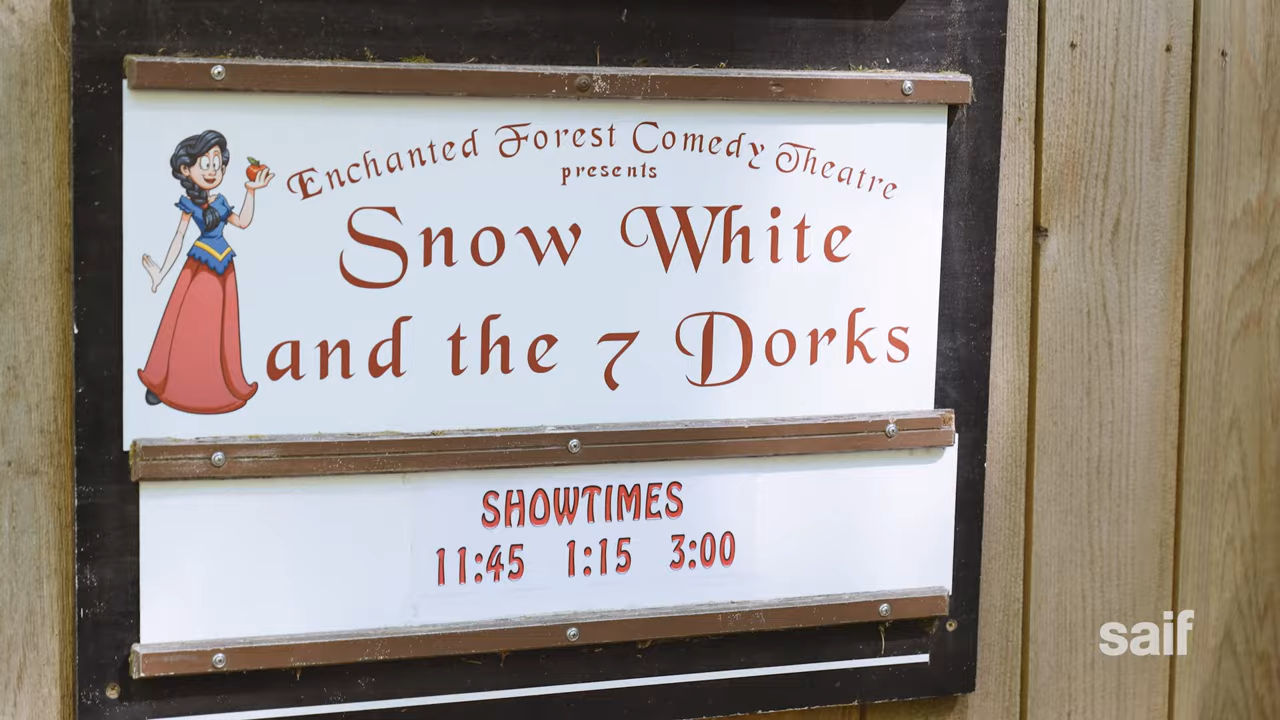 Enchanted Forest Comedy Theatre
presents
Snow White
and the 7 Dorks
SHOWTIMES
11:45 1:15 3:00
saif